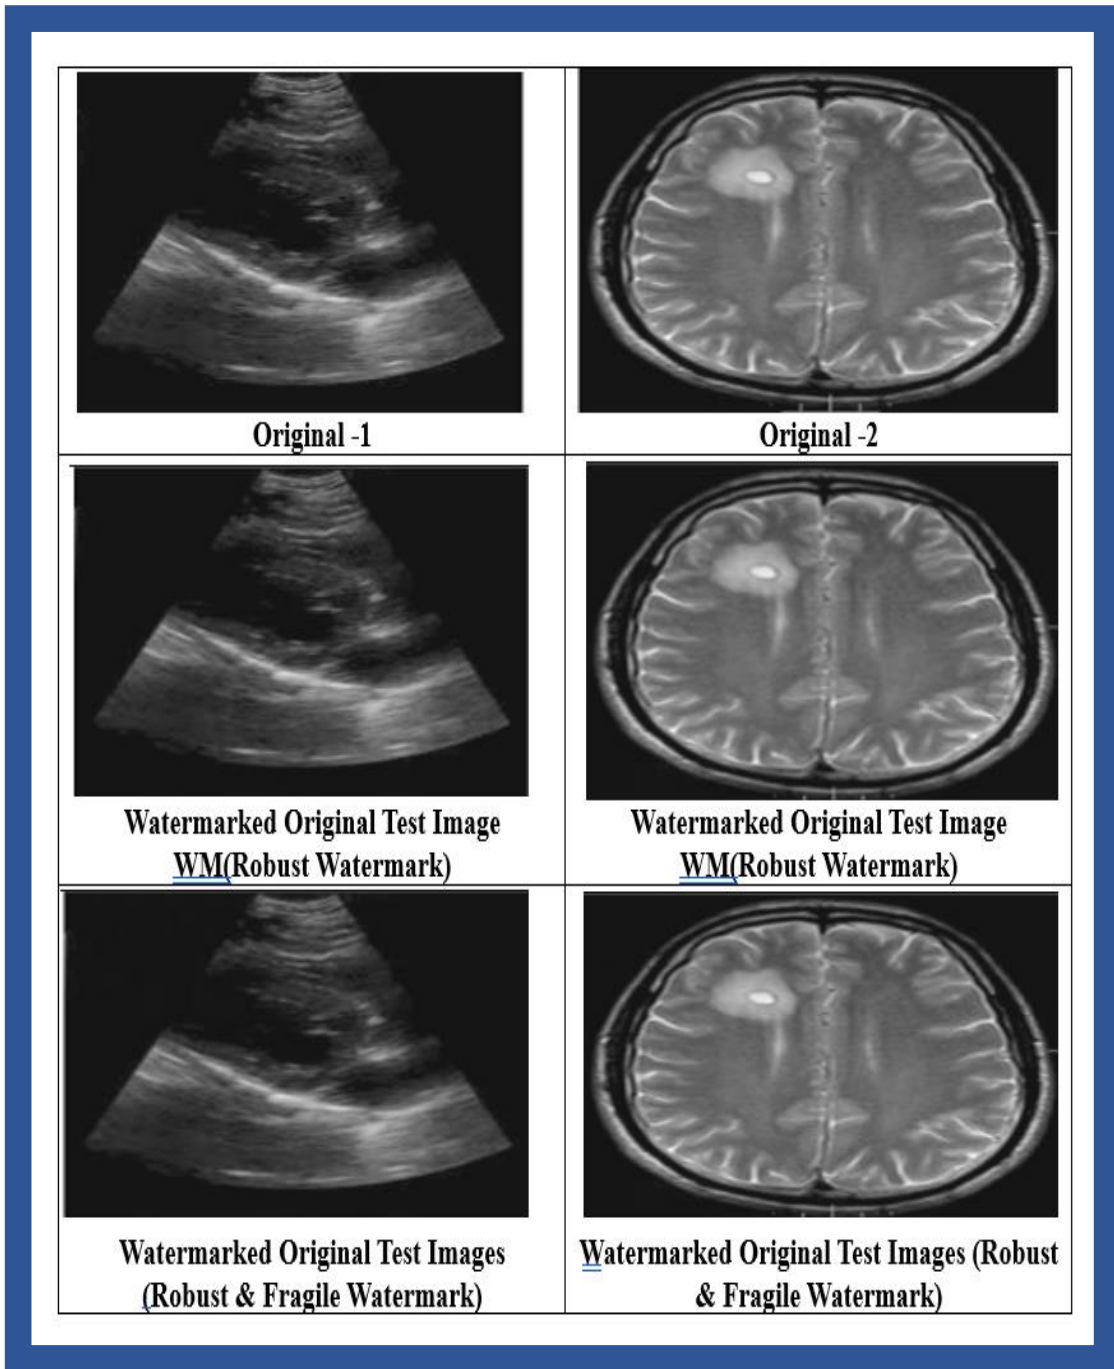 Original -1
Original -2
Watermarked Original Test Image
WM(Robust Watermark)
Watermarked Original Test Image
WM(Robust Watermark)
Watermarked Original Test Images
(Robust & Fragile Watermark)
Watermarked Original Test Images (Robust
& Fragile Watermark)